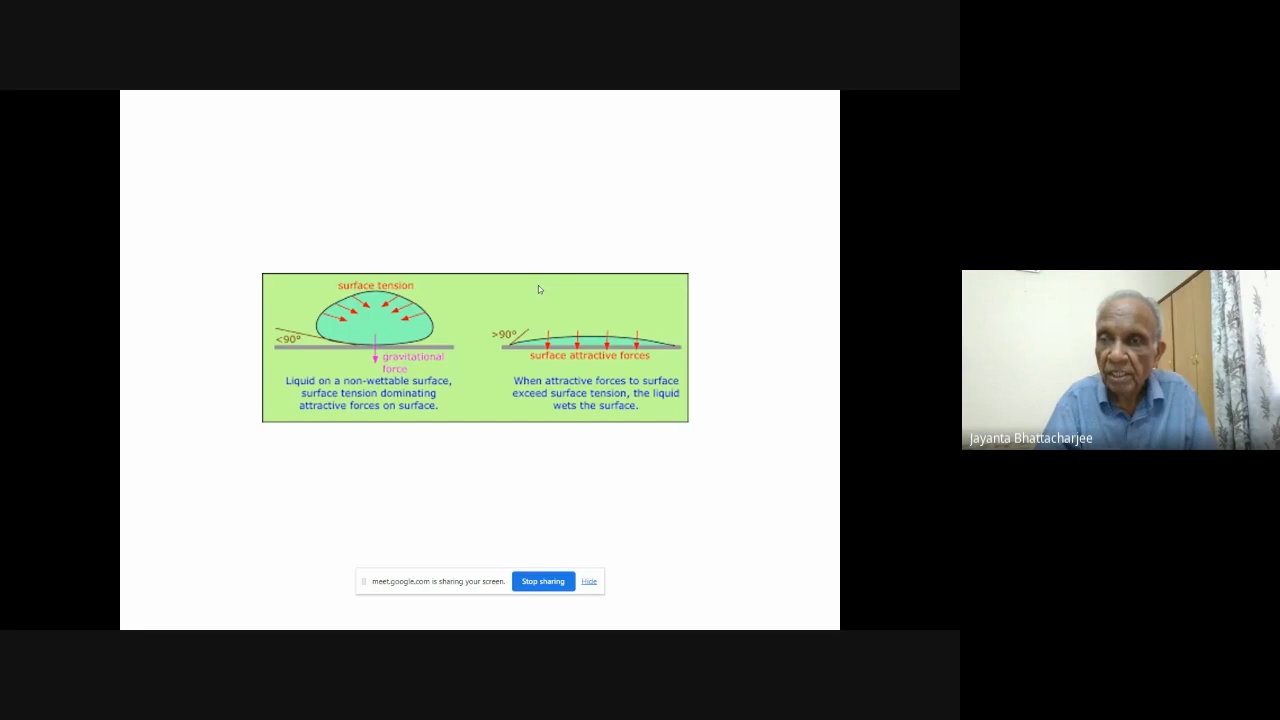 surface tension
<90°
gravitational
force
Liquid on a non-wettable surface,
surface tension dominating
attractive forces on surface.
>90°
surface attractive forces
When attractive forces to surface
exceed surface tension, the liquid
wets the surface.
meet.google.com is sharing your screen.
Stop sharing
Hide
Jayanta Bhattacharjee